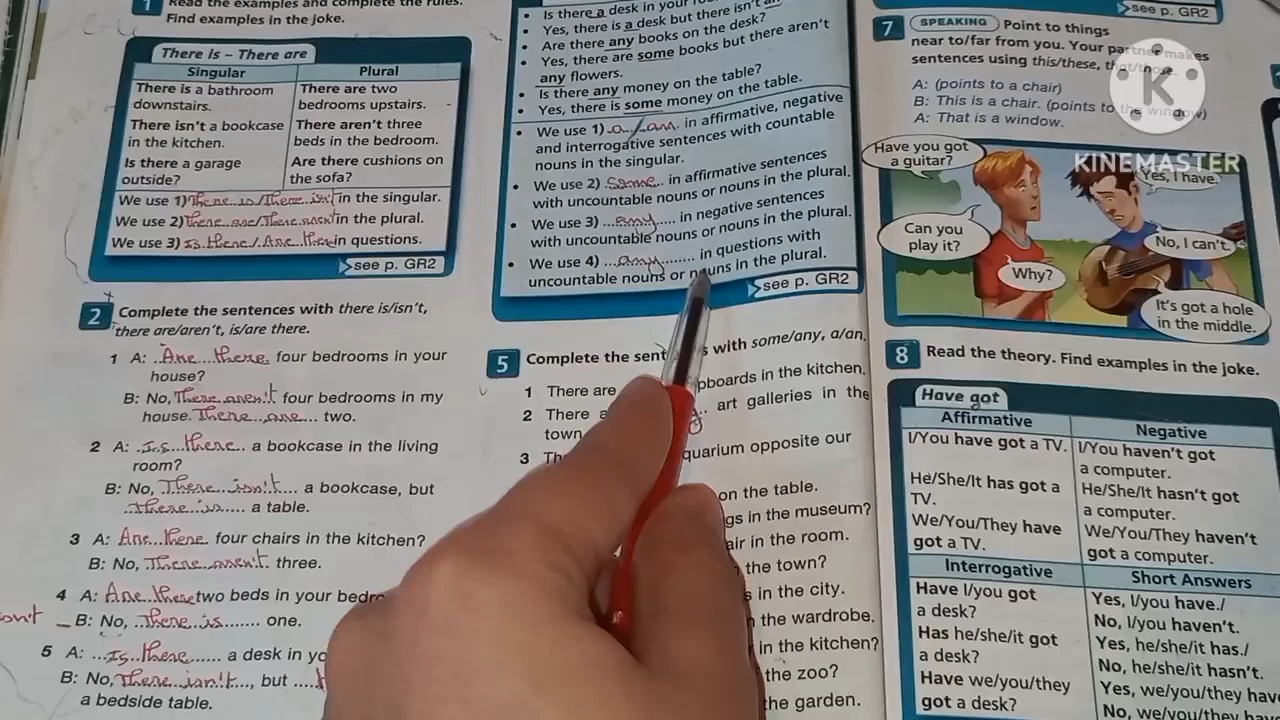 1 Read the examples and complete the rules.
Find examples in the joke.
There is – There are
Singular
Plural
There is a bathroom
downstairs.
There are two
bedrooms upstairs.
There isn't a bookcase
in the kitchen.
There aren't three
beds in the bedroom.
Is there a garage
outside?
Are there cushions on
the sofa?
We use 1) There is/There isn't in the singular.
We use 2) There are/There aren't in the plural.
We use 3) Is there/Are there in questions.
see p. GR2
2 Complete the sentences with there is/isn't,
there are/aren't, is/are there.
1 A: ..Are...there. four bedrooms in your
house?
B: No, There aren't four bedrooms in my
house. There...are.... two.
2 A: .Is...there... a bookcase in the living
room?
B: No, There...isn't... a bookcase, but
..there...is..... a table.
3 A: Are...there. four chairs in the kitchen?
B: No, There...aren't. three.
4 A: Are...there two beds in your
B: No, .there...is....... one.
5 A: ...Is...there...... a desk in
B: No, There...isn't..., but ....
a bedside table.
• Is there a desk in your
• Yes, there is a desk but there isn't
• Are there any books on the desk?
• Yes, there are some books but there aren't
any flowers.
• Is there any money on the table?
• Yes, there is some money on the table.
• We use 1) a.../an. in affirmative, negative
and interrogative sentences with countable
nouns in the singular.
• We use 2) some.. in affirmative sentences
with uncountable nouns or nouns in the plural.
• We use 3) ...any..... in negative sentences
with uncountable nouns or nouns in the plural.
• We use 4) ...any........ in questions with
uncountable nouns or nouns in the plural.
see p. GR2
5 Complete the with some/any, a/an.
1 There are in the kitchen.
2 There art galleries in the
town
3 opposite our
on the table.
in the museum?
in the room.
the town?
in the city.
the wardrobe.
in the kitchen?
the zoo?
the garden.
see p. GR2
7 SPEAKING Point to things
near to/far from you. Your partner makes
sentences using this/these, that/those.
A: (points to a chair)
B: This is a chair. (points to the window)
A: That is a window.
K
KINEMASTER
Have you got
a guitar?
Yes, I have.
Can you
play it?
No, I can't.
Why?
It's got a hole
in the middle.
8 Read the theory. Find examples in the joke.
Have got
Affirmative
Negative
I/You have got a TV.
I/You haven't got
a computer.
He/She/It has got a
TV.
He/She/It hasn't got
a computer.
We/You/They have
got a TV.
We/You/They haven't
got a computer.
Interrogative
Short Answers
Have I/you got
a desk?
Yes, I/you have./
No, I/you haven't.
Has he/she/it got
a desk?
Yes, he/she/it has./
No, he/she/it hasn't.
Have we/you/they
got a desk?
Yes, we/you/they have
No, we/you/they